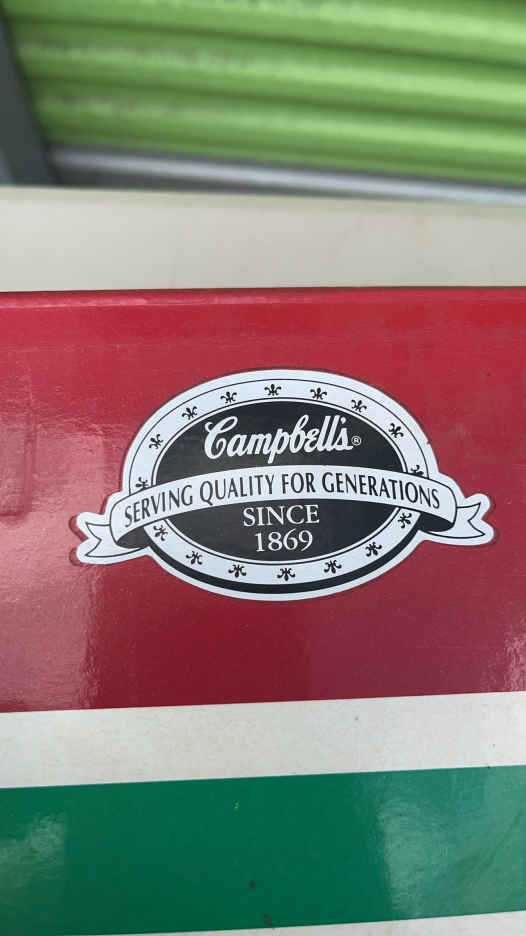 Campbell's®
SERVING QUALITY FOR GENERATIONS
SINCE
1869